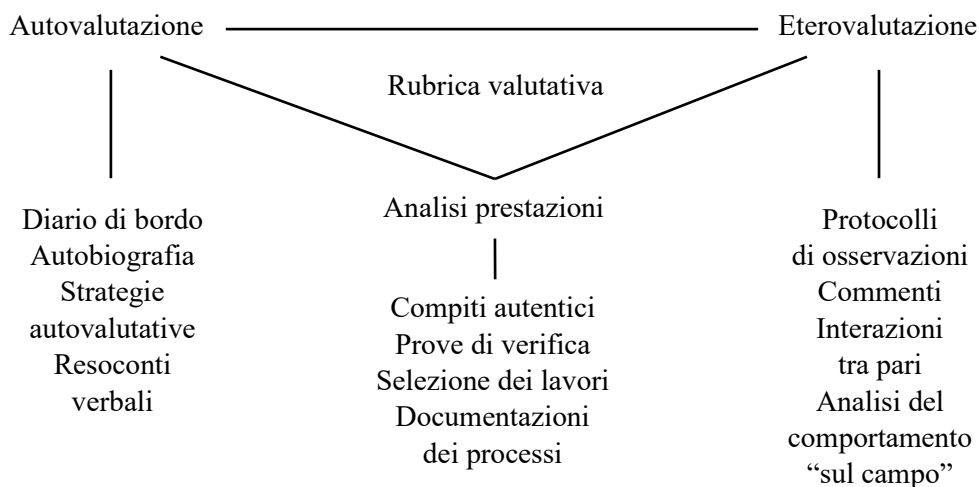 Autovalutazione
Eterovalutazione
Rubrica valutativa
Diario di bordo
Autobiografia
Strategie
autovalutative
Resoconti
verbali
Analisi prestazioni
Compiti autentici
Prove di verifica
Selezione dei lavori
Documentazioni
dei processi
Protocolli
di osservazioni
Commenti
Interazioni
tra pari
Analisi del
comportamento
“sul campo”